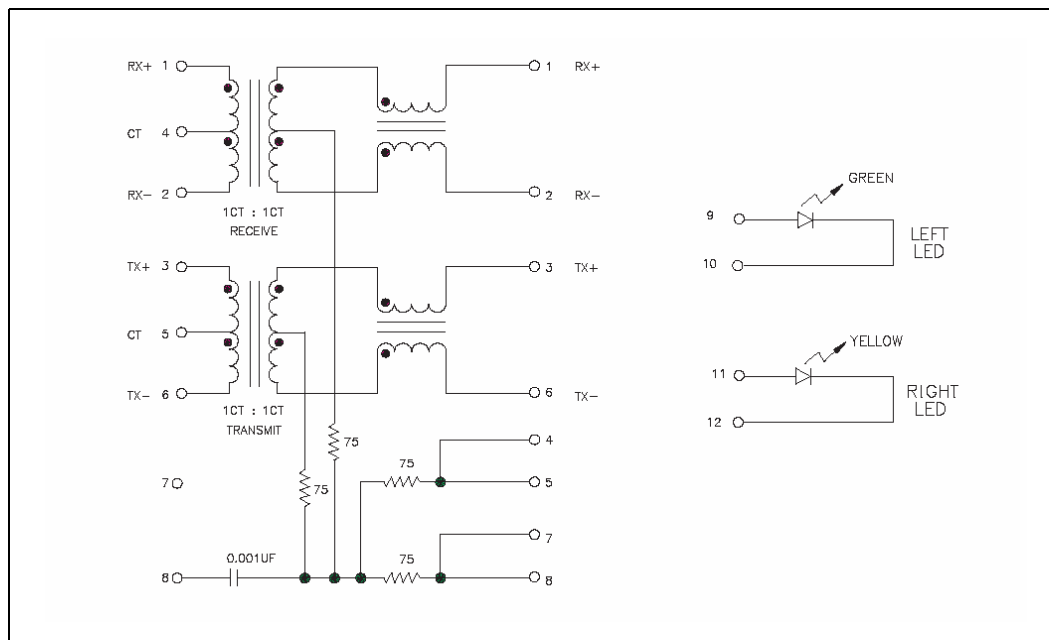 RX+ 1
1 RX+
CT 4
RX- 2
2 RX-
1CT : 1CT
RECEIVE
TX+ 3
3 TX+
CT 5
TX- 6
6 TX-
1CT : 1CT
TRANSMIT
75
75
75
75
4
5
7
7
8
0.001UF
8
GREEN
9
10
LEFT
LED
YELLOW
11
12
RIGHT
LED